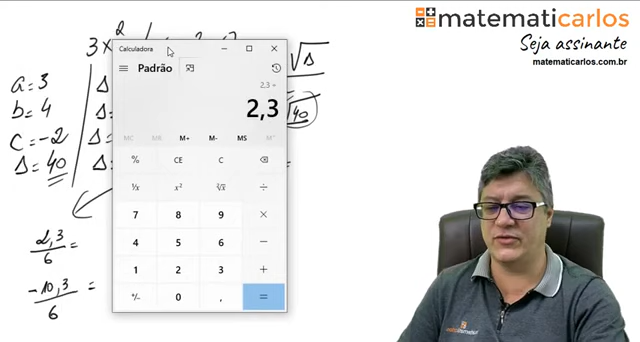 #matematicarlos
Seja assinante
matematicarlos.com.br
3x²
√Δ
Calculadora
Padrão
a=3
b=4
c=-2
Δ=40
Δ
Δ=
Δ=
Δ=
√40
2,3 ÷
2,3
MC MR M+ M- MS M˅
% CE C
1/x x² ²√x ÷
7 8 9 ×
4 5 6 −
1 2 3 +
+/- 0 , =
2,3/6 =
-10,3/6 =